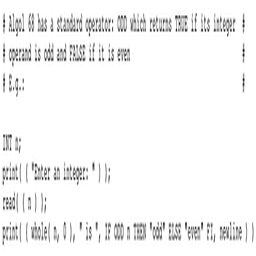 # Algol 68 has a standard operator: ODD which returns TRUE if its integer #
# operand is odd and FALSE if it is even #
# E.g.: #
INT n;
print( ( "Enter an integer: " ) );
read( ( n ) );
print( ( whole( n, 0 ), " is ", IF ODD n THEN "odd" ELSE "even" FI, newline ) )